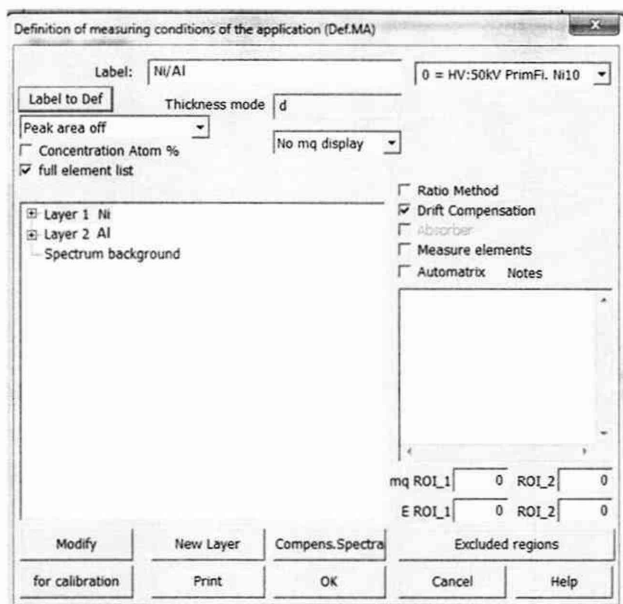 Definition of measuring conditions of the application (Def.MA)
Label: Ni/Al 0 = HV:50kV PrimFi. Ni10
Label to Def Thickness mode d
Peak area off No mq display
Concentration Atom %
full element list
Ratio Method
Layer 1 Ni Drift Compensation
Layer 2 Al Absorber
Spectrum background Measure elements
Automatrix Notes
mq ROI_1 0 ROI_2 0
E ROI_1 0 ROI_2 0
Modify New Layer Compens.Spectra Excluded regions
for calibration Print OK Cancel Help